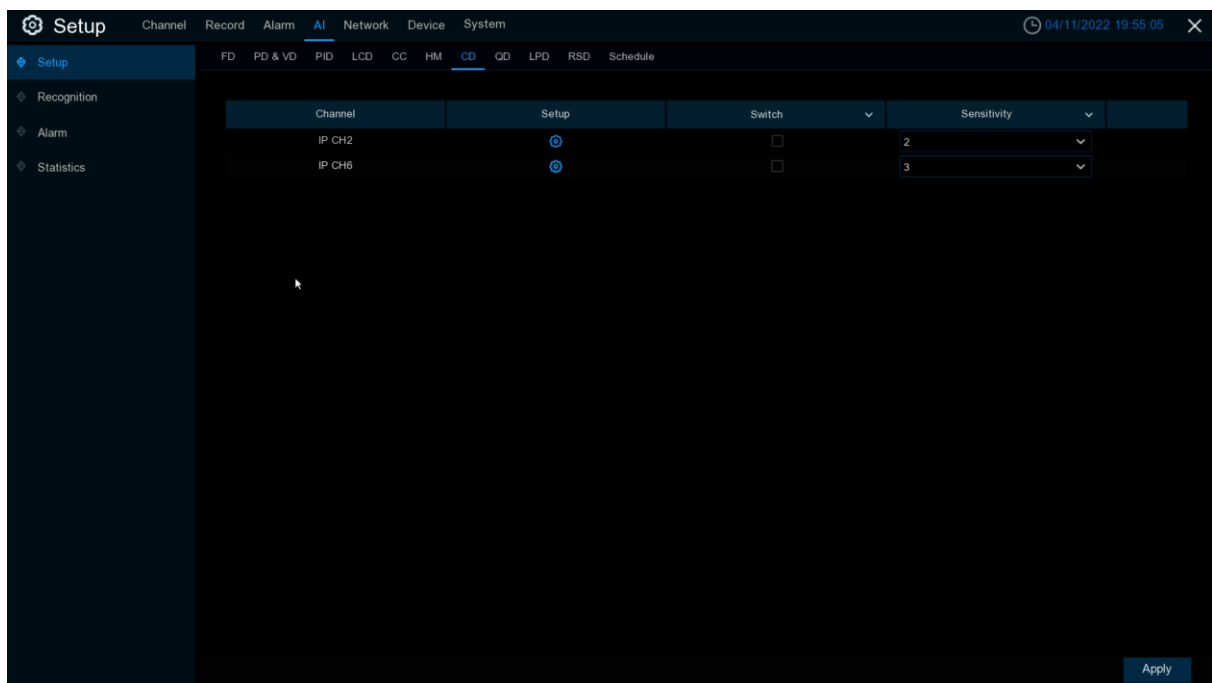 Setup Channel Record Alarm AI Network Device System 04/11/2022 19:55:05
Setup
Recognition
Alarm
Statistics
FD PD & VD PID LCD CC HM CD QD LPD RSD Schedule
Channel Setup Switch Sensitivity
IP CH2 2
IP CH6 3
Apply